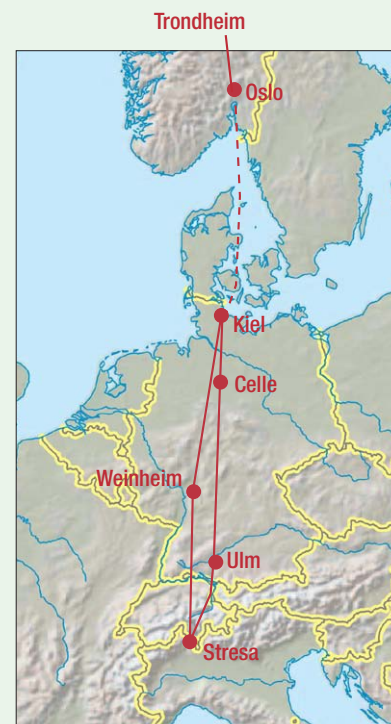 Trondheim
Oslo
Kiel
Celle
Weinheim
Ulm
Stresa